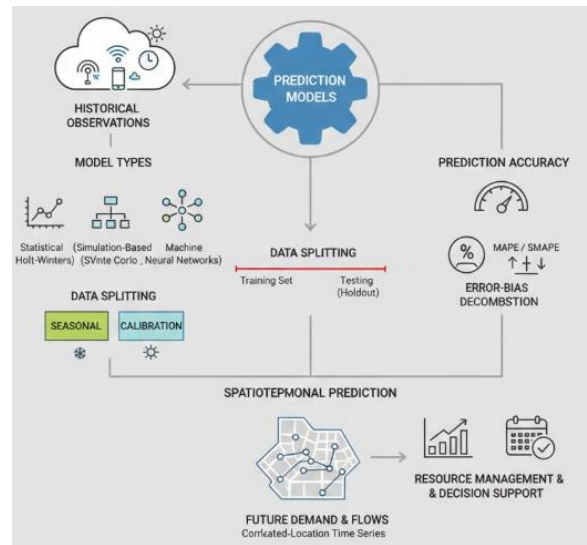 PREDICTION
MODELS
HISTORICAL
OBSERVATIONS
MODEL TYPES
Statistical
Holt-Winters)
(Simulation-Based
(SVinte Corlo
Machine
, Neural Networks)
DATA SPLITTING
SEASONAL
CALIBRATION
DATA SPLITTING
Training Set
Testing
(Holdout)
PREDICTION ACCURACY
%
MAPE / SMAPE
ERROR-BIAS
DECOMBSTION
SPATIOTEPMONAL PREDICTION
FUTURE DEMAND & FLOWS
Corrkated-Location Time Series
RESOURCE MANAGEMENT &
& DECISION SUPPORT